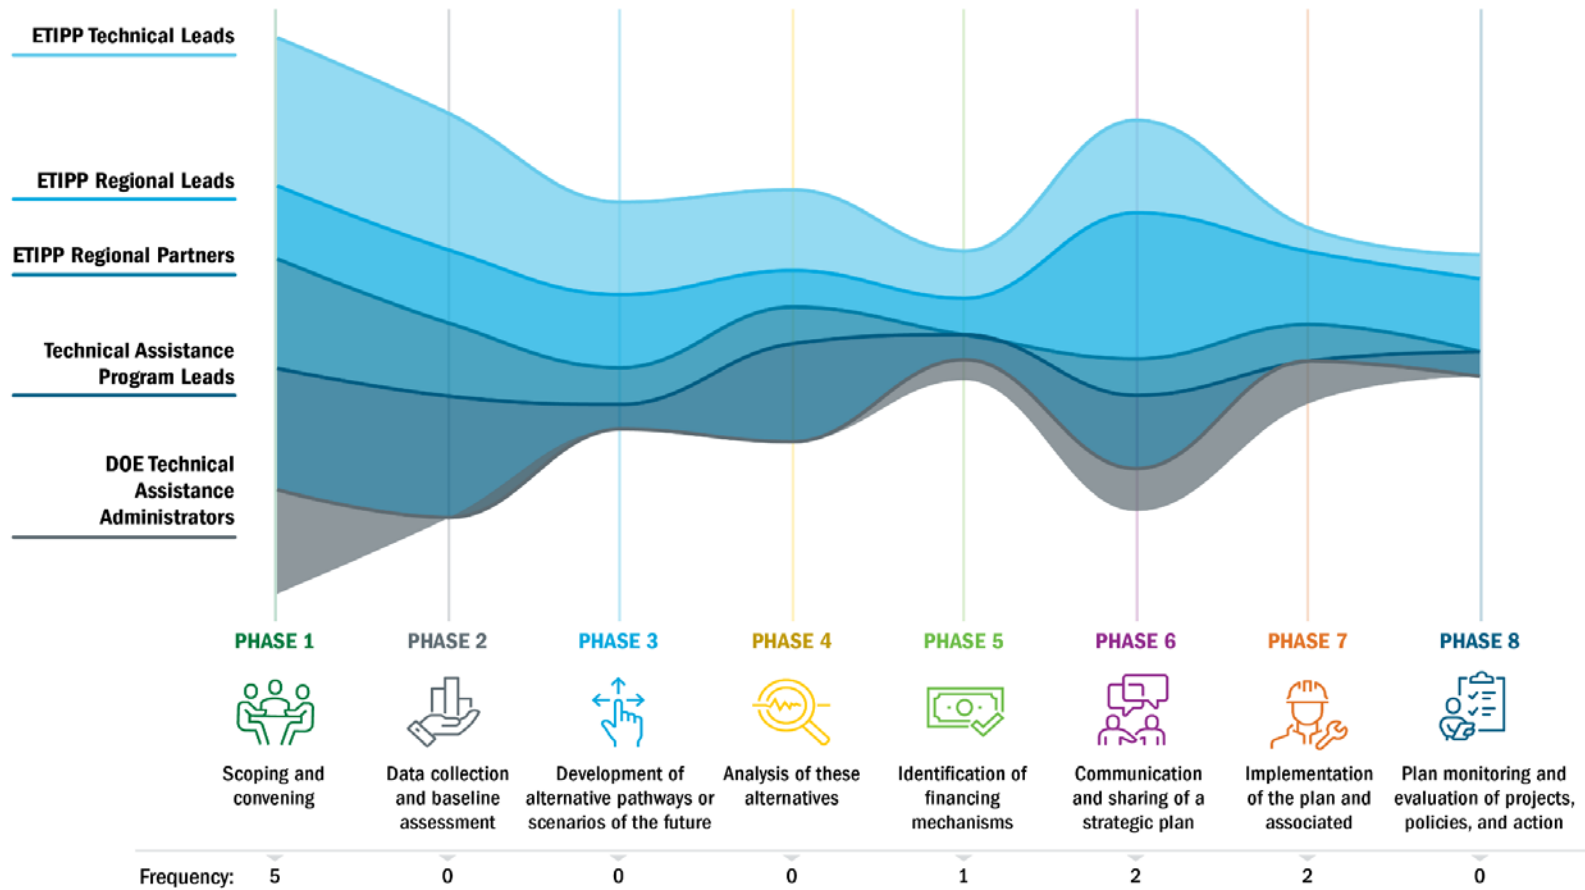 ETIPP Technical Leads
ETIPP Regional Leads
ETIPP Regional Partners
Technical Assistance
Program Leads
DOE Technical
Assistance
Administrators
PHASE 1
PHASE 2
PHASE 3
PHASE 4
PHASE 5
PHASE 6
PHASE 7
PHASE 8
Scoping and
convening
Data collection
and baseline
assessment
Development of
alternative pathways or
scenarios of the future
Analysis of these
alternatives
Identification of
financing
mechanisms
Communication
and sharing of a
strategic plan
Implementation
of the plan and
associated
Plan monitoring and
evaluation of projects,
policies, and action
Frequency: 5 0 0 0 1 2 2 0